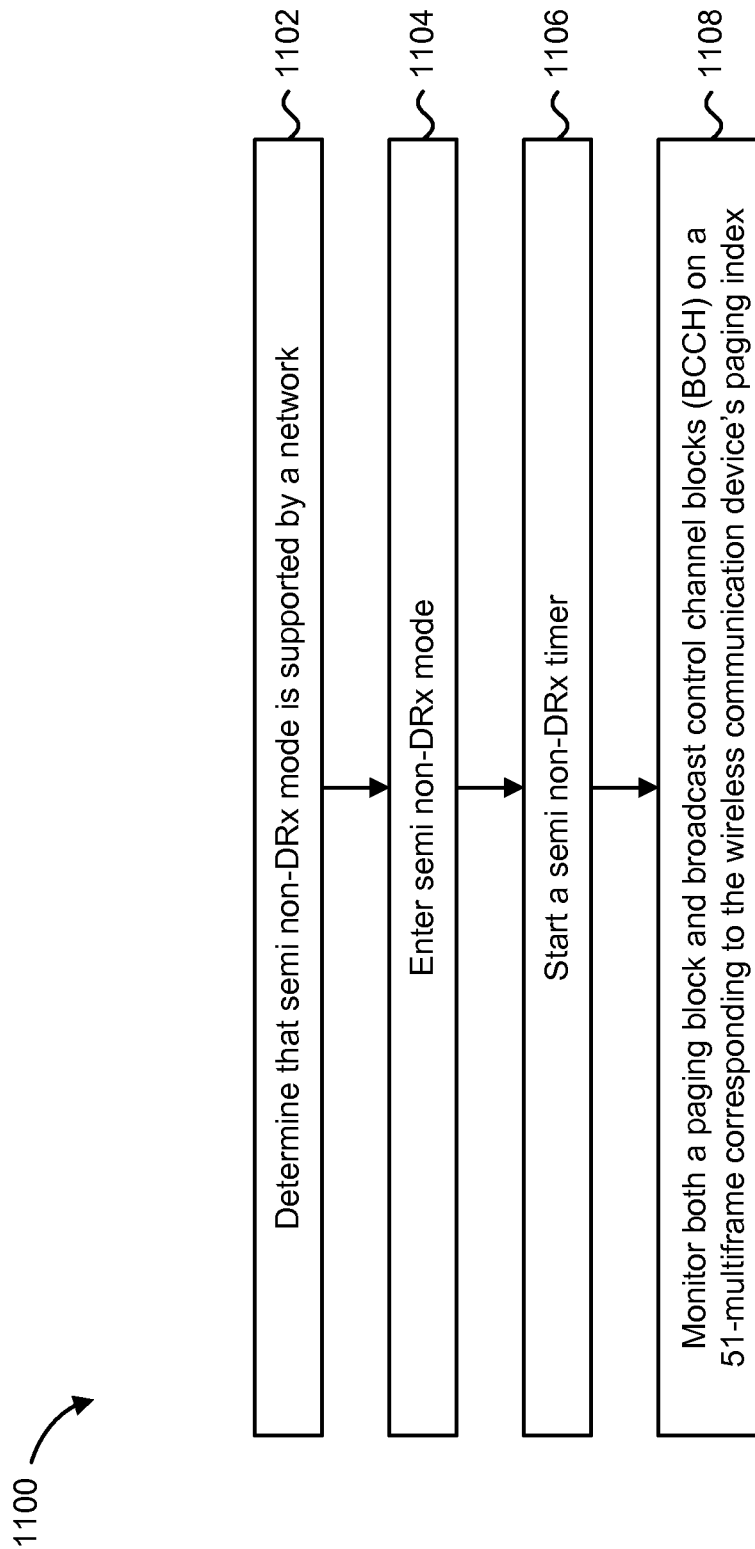 1100
Determine that semi non-DRx mode is supported by a network
1102
Enter semi non-DRx mode
1104
Start a semi non-DRx timer
1106
Monitor both a paging block and broadcast control channel blocks (BCCH) on a
51-multiframe corresponding to the wireless communication device's paging index
1108